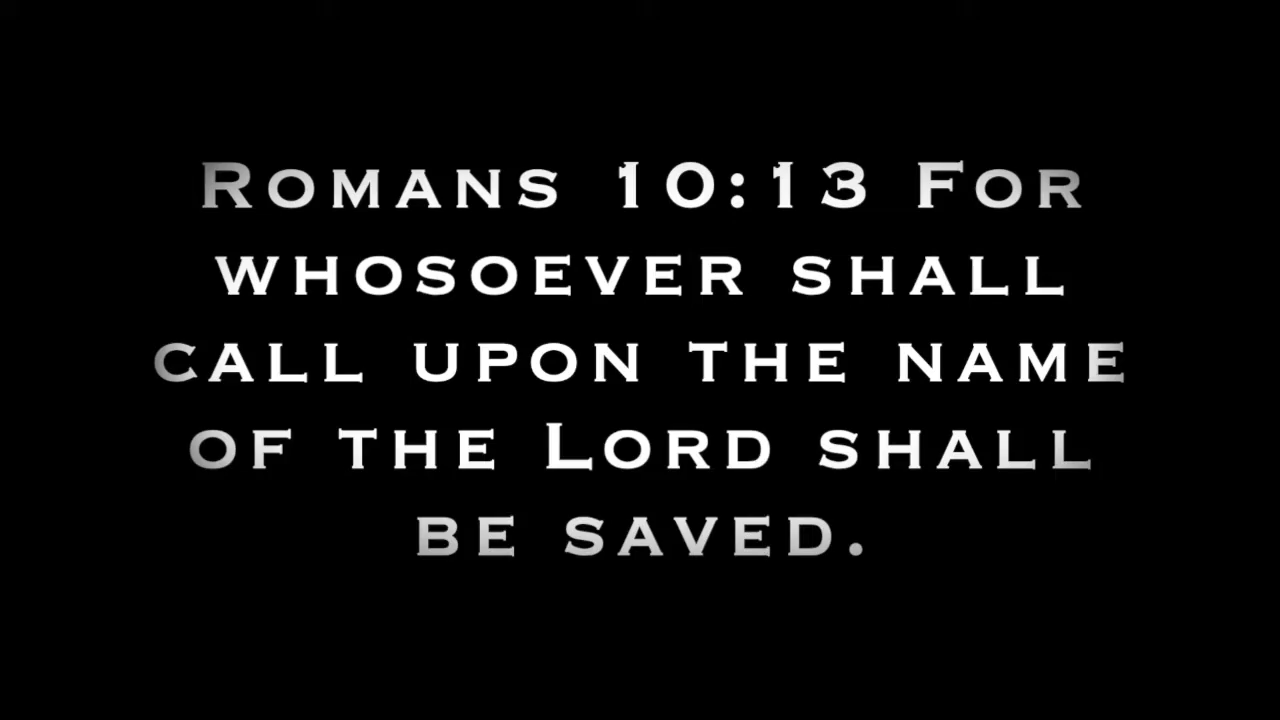 Romans 10:13 For
whosoever shall
call upon the name
of the Lord shall
be saved.